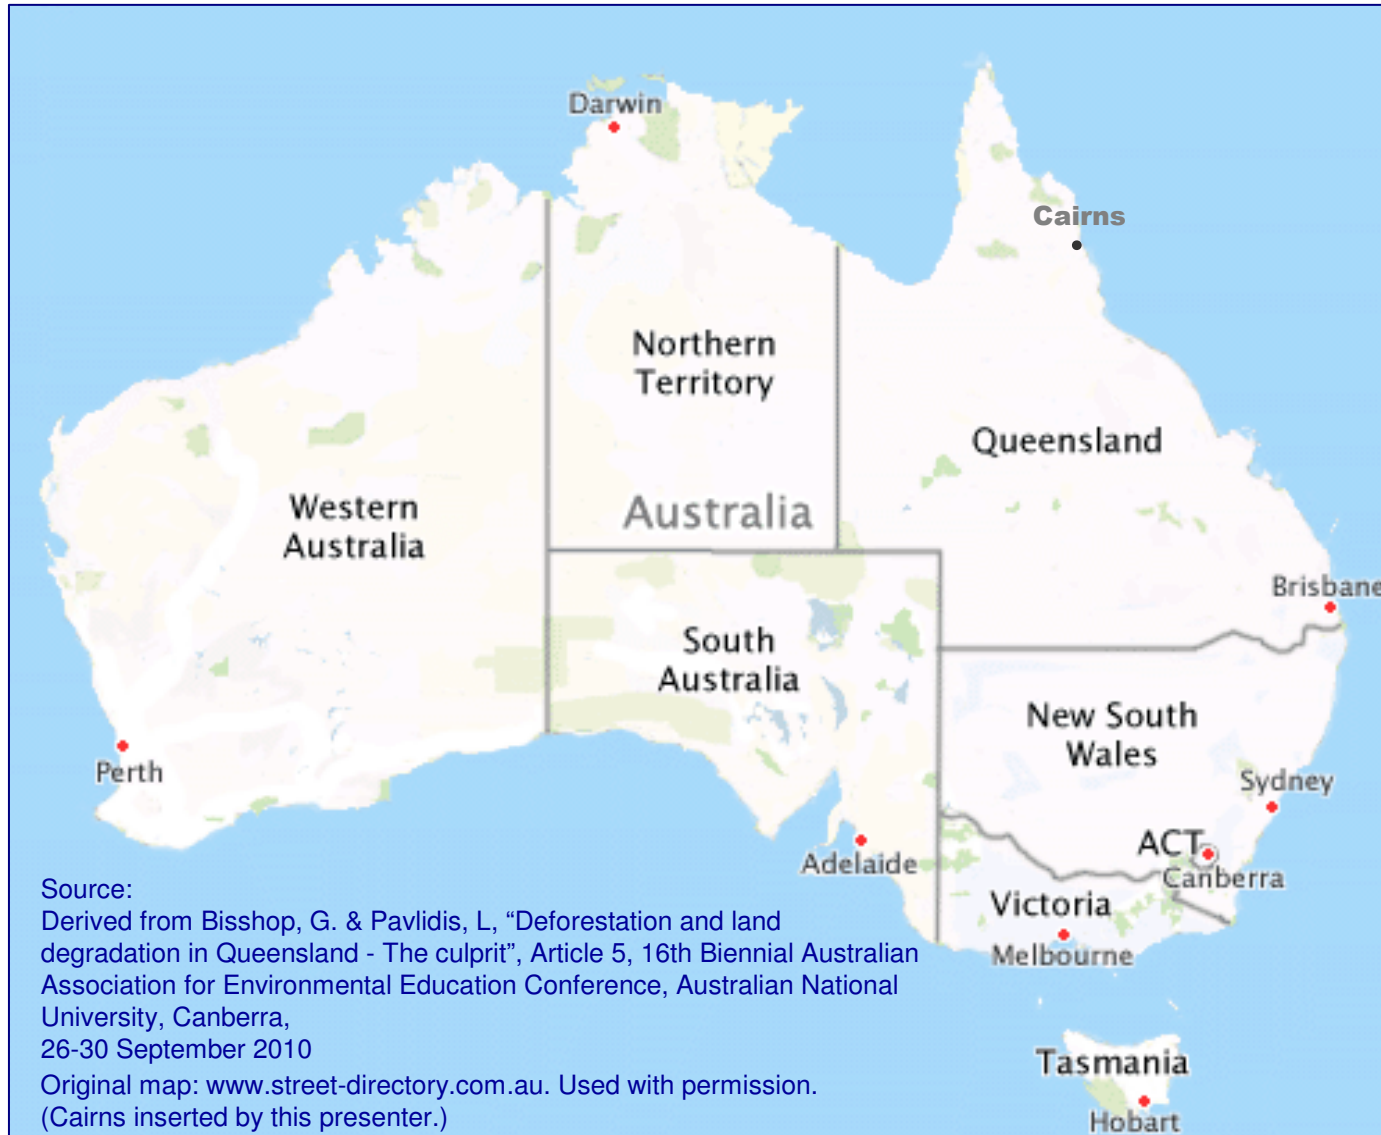 Darwin
Cairns
Northern
Territory
Queensland
Western
Australia
Australia
Brisbane
South
Australia
New South
Wales
Perth
Sydney
Adelaide
ACT
Canberra
Victoria
Melbourne
Source:
Derived from Bisshop, G. & Pavlidis, L, “Deforestation and land
degradation in Queensland - The culprit”, Article 5, 16th Biennial Australian
Association for Environmental Education Conference, Australian National
University, Canberra,
26-30 September 2010
Original map: www.street-directory.com.au. Used with permission.
(Cairns inserted by this presenter.)
Tasmania
Hobart